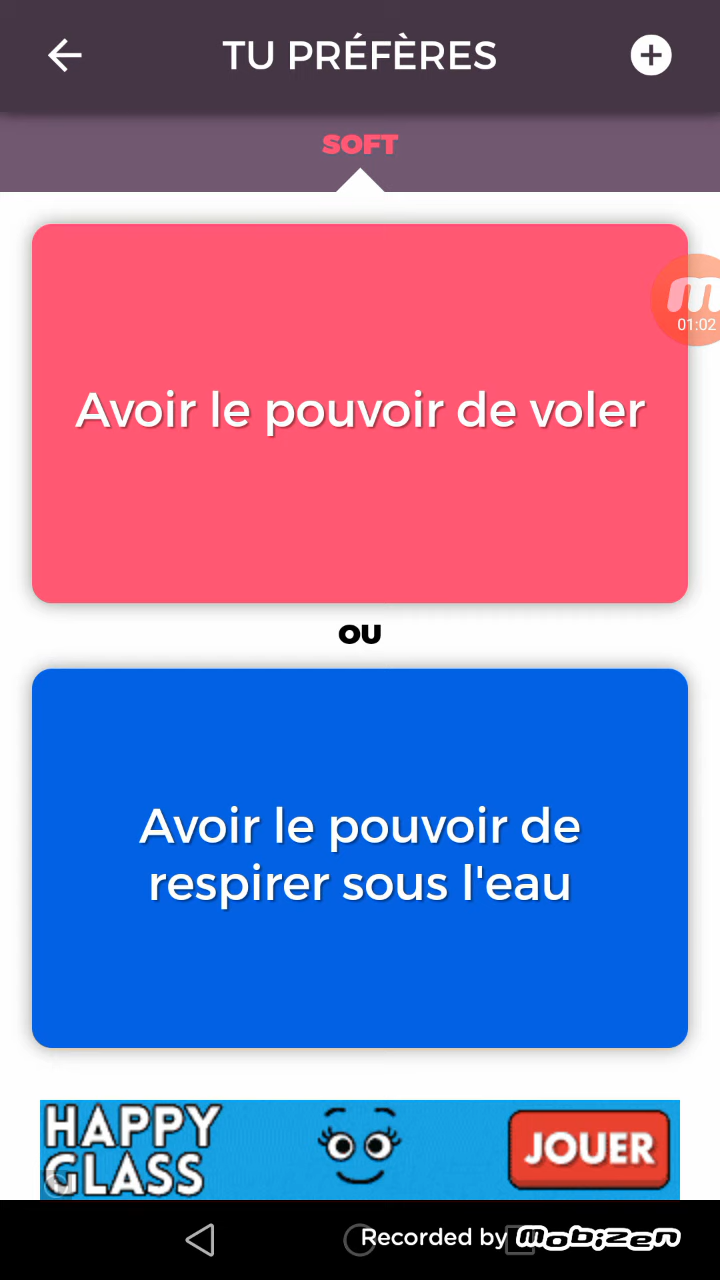 TU PRÉFÈRES
SOFT
01:02
Avoir le pouvoir de voler
OU
Avoir le pouvoir de
respirer sous l'eau
HAPPY
GLASS
JOUER
Recorded by mobizen